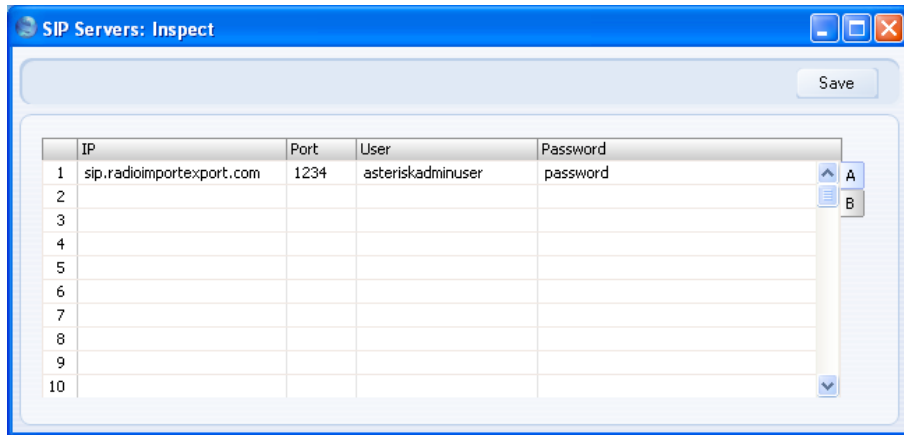 SIP Servers: Inspect
Save
IP Port User Password
1 sip.radioimportexport.com 1234 asteriskadminuser password
A
2
B
3
4
5
6
7
8
9
10